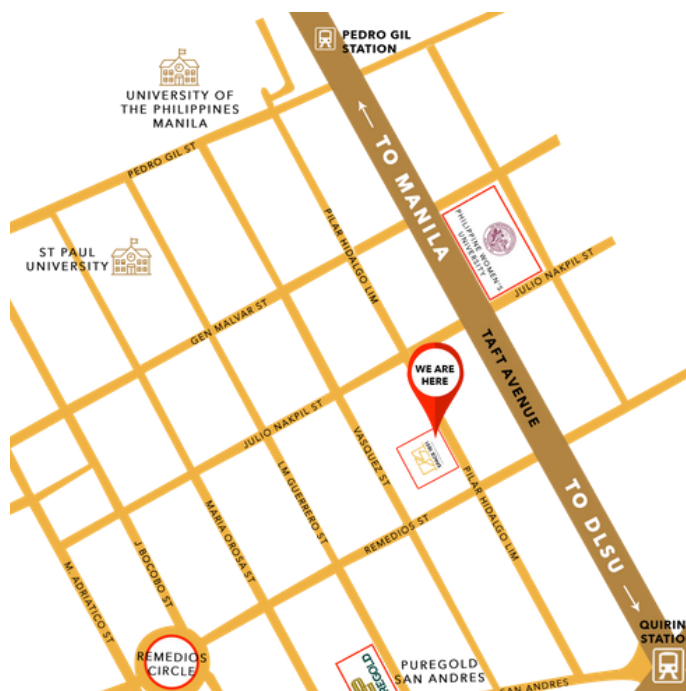 PEDRO GIL
STATION
UNIVERSITY OF
THE PHILIPPINES
MANILA
PEDRO GIL ST
TO MANILA
PILAR HIDALGO LIM
PHILIPPINE WOMEN'S
UNIVERSITY
ST PAUL
UNIVERSITY
JULIO NAKPIL ST
GEN MALVAR ST
TAFT AVENUE
WE ARE
HERE
JULIO NAKPIL ST
VASQUEZ ST
LM GUERRERO ST
PILAR HIDALGO LIM
TO DLSU
MARIA OROSA ST
REMEDIOS ST
J BOCOBO ST
M. ADRIATICO ST
QUIRIN
STATIO
REMEDIOS
CIRCLE
PUREGOLD
SAN ANDRES
REGOLD
SAN ANDRES